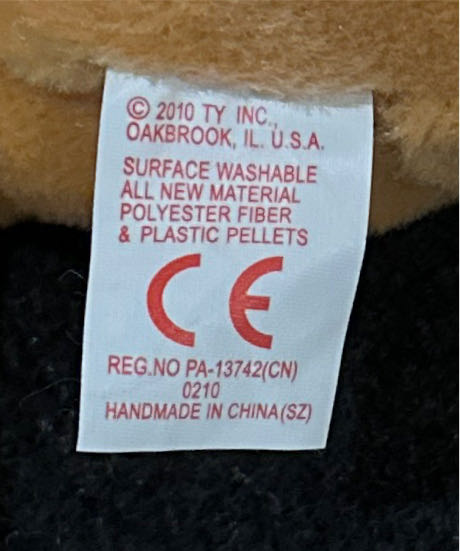 © 2010 TY INC.,
OAKBROOK, IL. U.S.A.
SURFACE WASHABLE
ALL NEW MATERIAL
POLYESTER FIBER
& PLASTIC PELLETS
CE
REG.NO PA-13742(CN)
0210
HANDMADE IN CHINA(SZ)